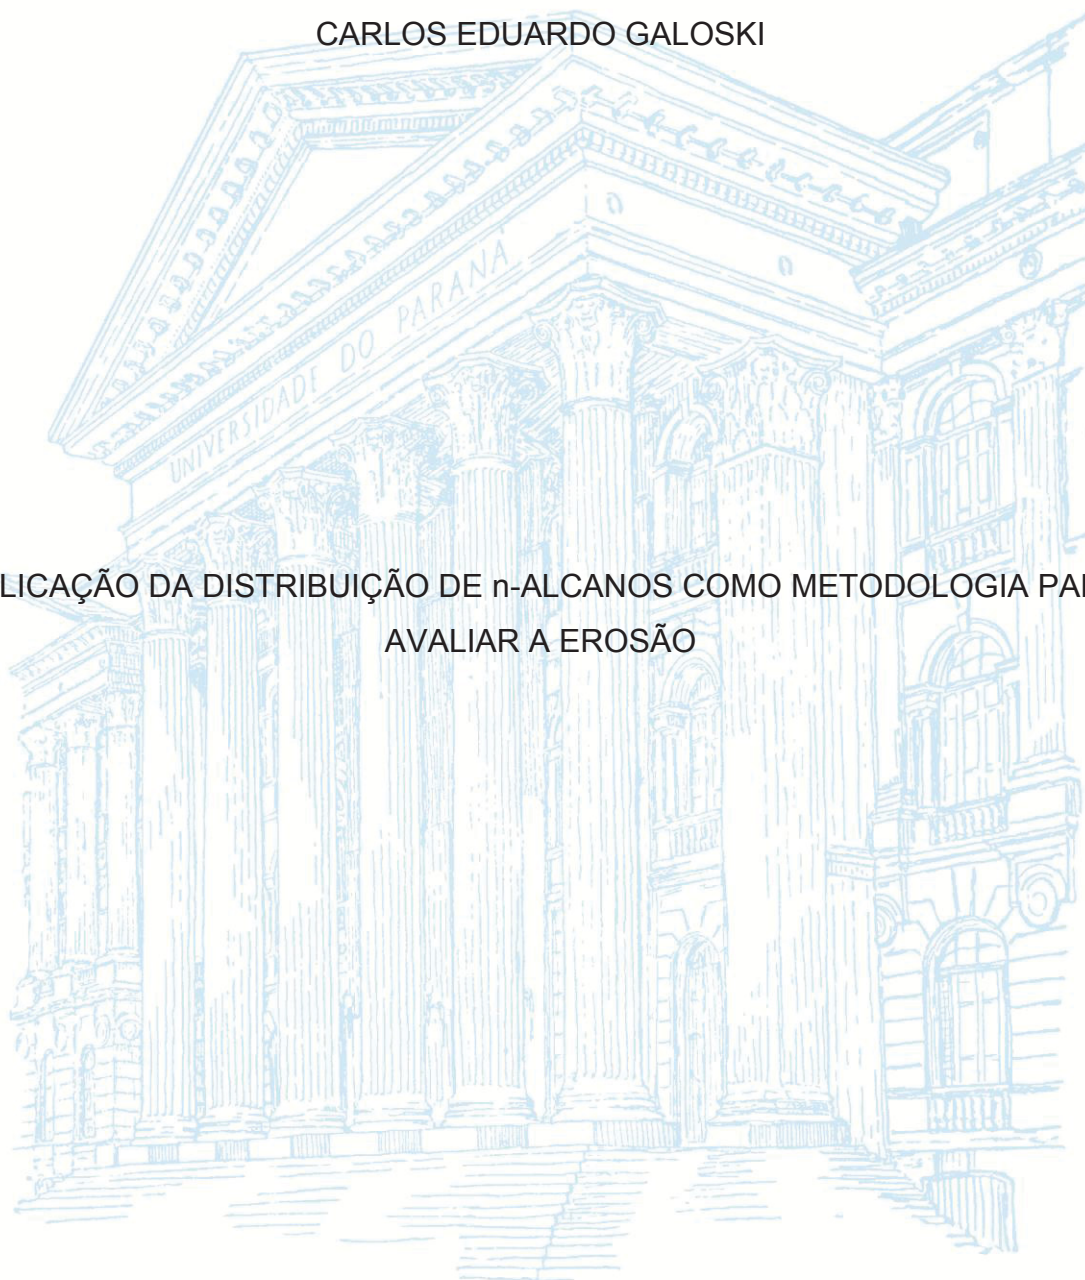 CARLOS EDUARDO GALOSKI
UNIVERSIDADE DO PARANÁ
LICAÇÃO DA DISTRIBUIÇÃO DE n-ALCANOS COMO METODOLOGIA PA
AVALIAR A EROSÃO